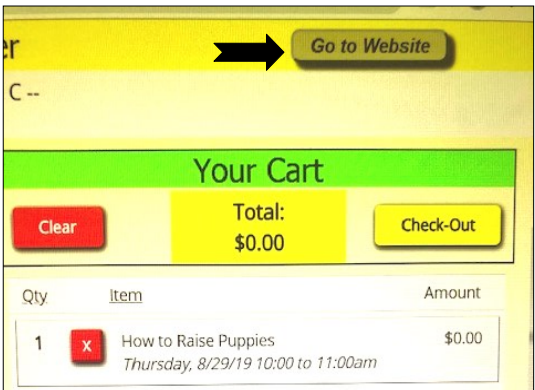 er
Go to Website
C --
Your Cart
Clear
Total:
$0.00
Check-Out
Qty Item Amount
1 X How to Raise Puppies $0.00
Thursday, 8/29/19 10:00 to 11:00am